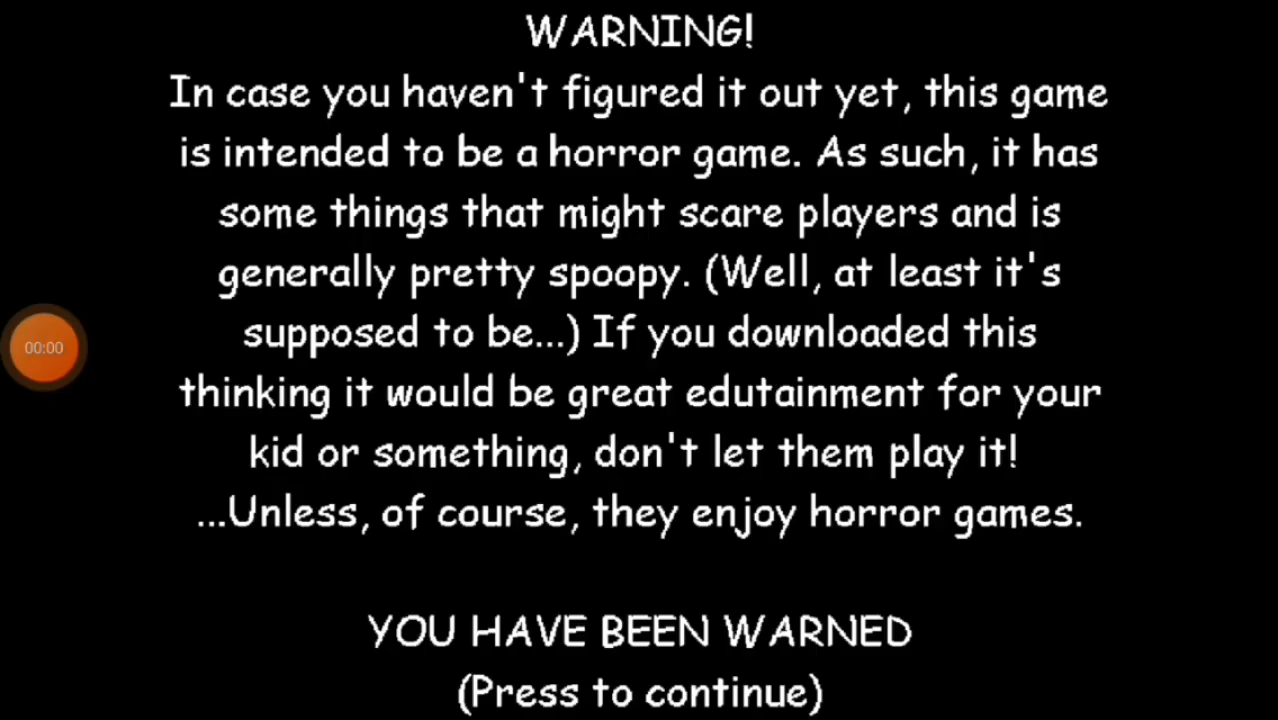 WARNING!
In case you haven't figured it out yet, this game
is intended to be a horror game. As such, it has
some things that might scare players and is
generally pretty spoopy. (Well, at least it's
supposed to be...) If you downloaded this
thinking it would be great edutainment for your
kid or something, don't let them play it!
...Unless, of course, they enjoy horror games.
YOU HAVE BEEN WARNED
(Press to continue)
00:00